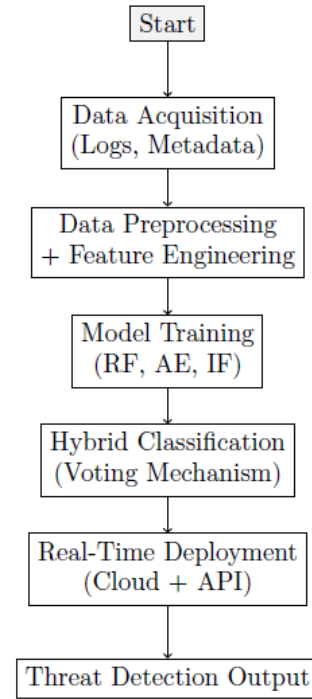 Start
Data Acquisition
(Logs, Metadata)
Data Preprocessing
+ Feature Engineering
Model Training
(RF, AE, IF)
Hybrid Classification
(Voting Mechanism)
Real-Time Deployment
(Cloud + API)
Threat Detection Output